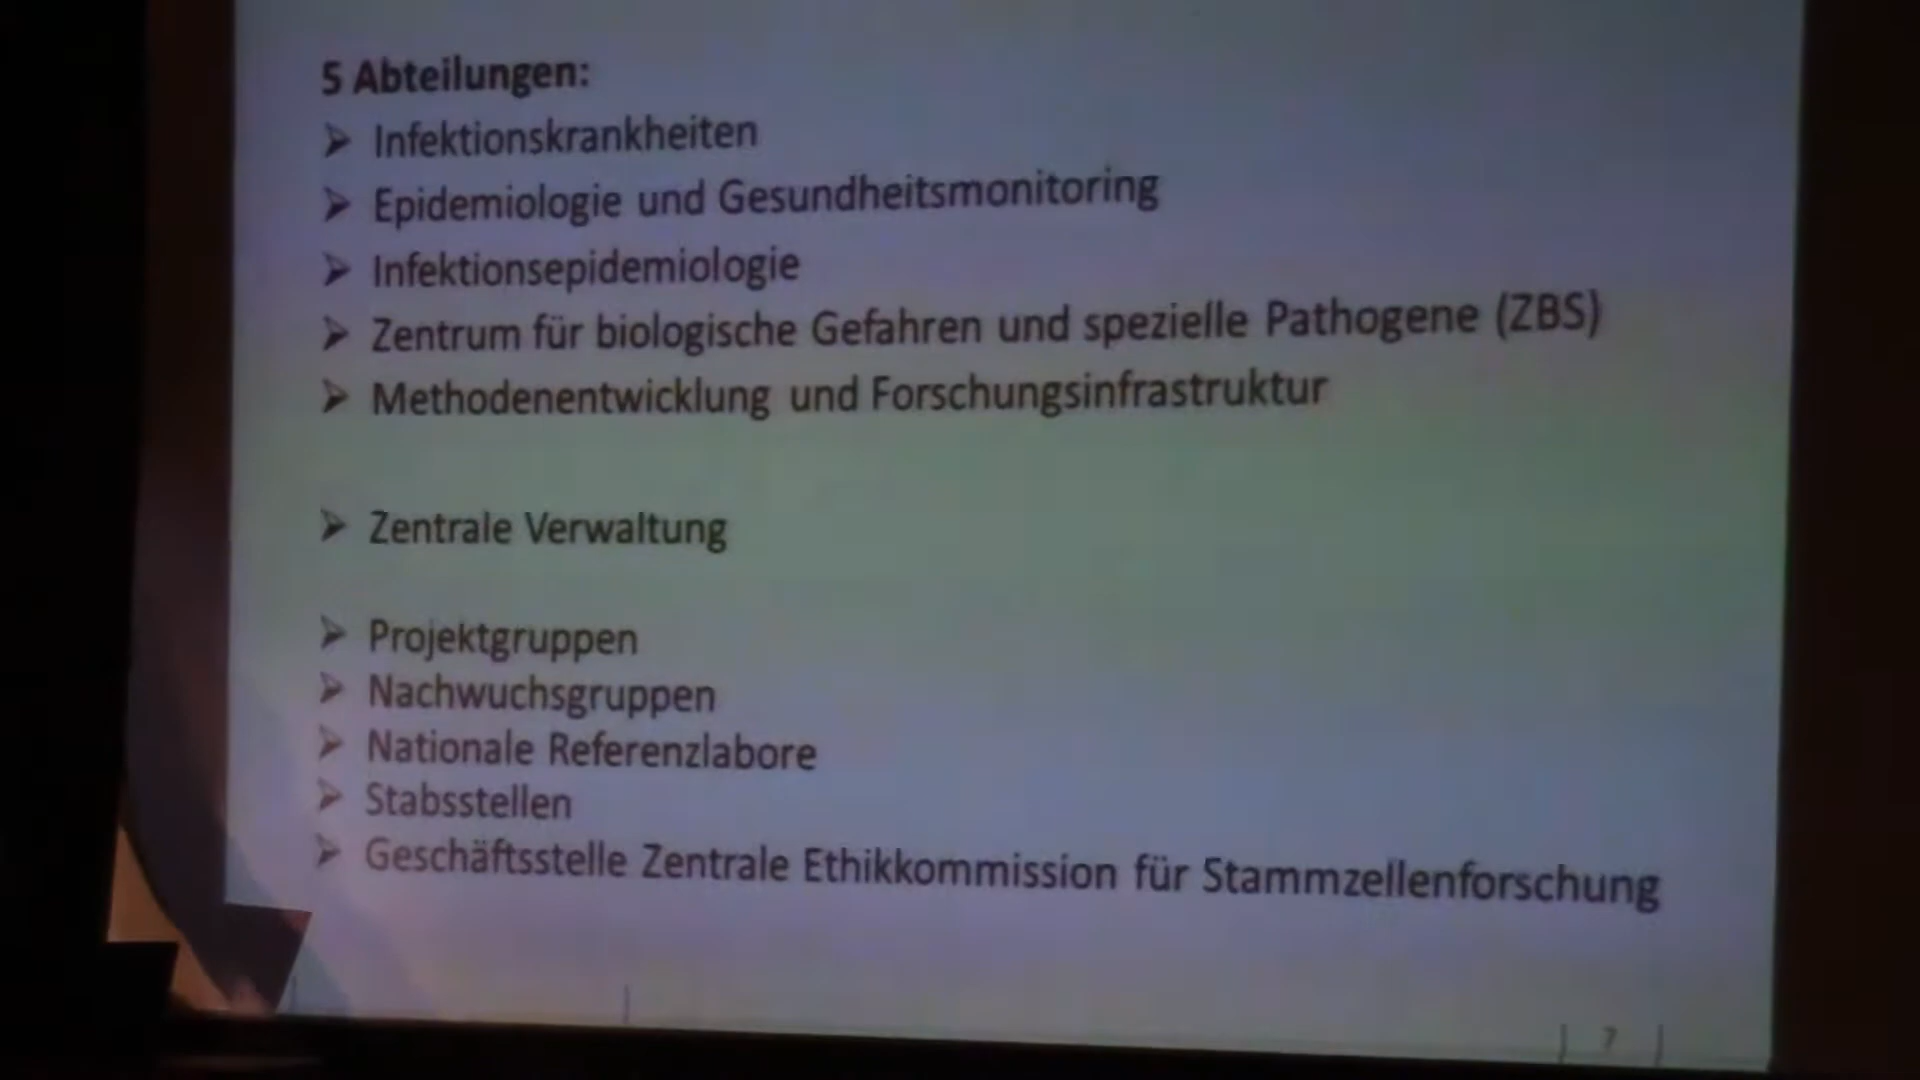 5 Abteilungen:
➢ Infektionskrankheiten
➢ Epidemiologie und Gesundheitsmonitoring
➢ Infektionsepidemiologie
➢ Zentrum für biologische Gefahren und spezielle Pathogene (ZBS)
➢ Methodenentwicklung und Forschungsinfrastruktur
➢ Zentrale Verwaltung
➢ Projektgruppen
➢ Nachwuchsgruppen
➢ Nationale Referenzlabore
➢ Stabsstellen
➢ Geschäftsstelle Zentrale Ethikkommission für Stammzellenforschung
7